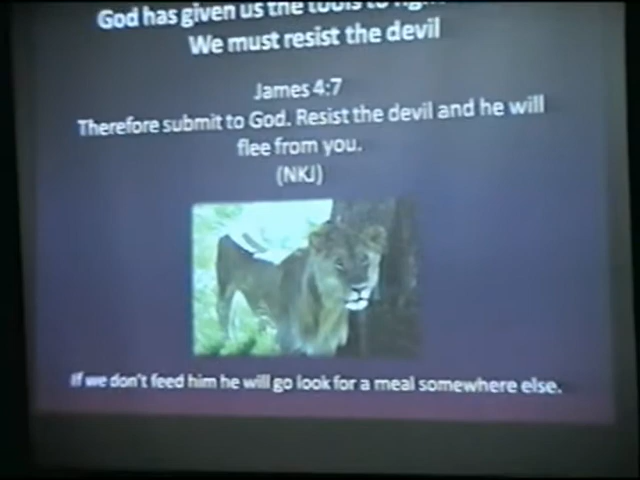 God has given us the tools to
We must resist the devil
James 4:7
Therefore submit to God. Resist the devil and he will
flee from you.
(NKJ)
If we don't feed him he will go look for a meal somewhere else.